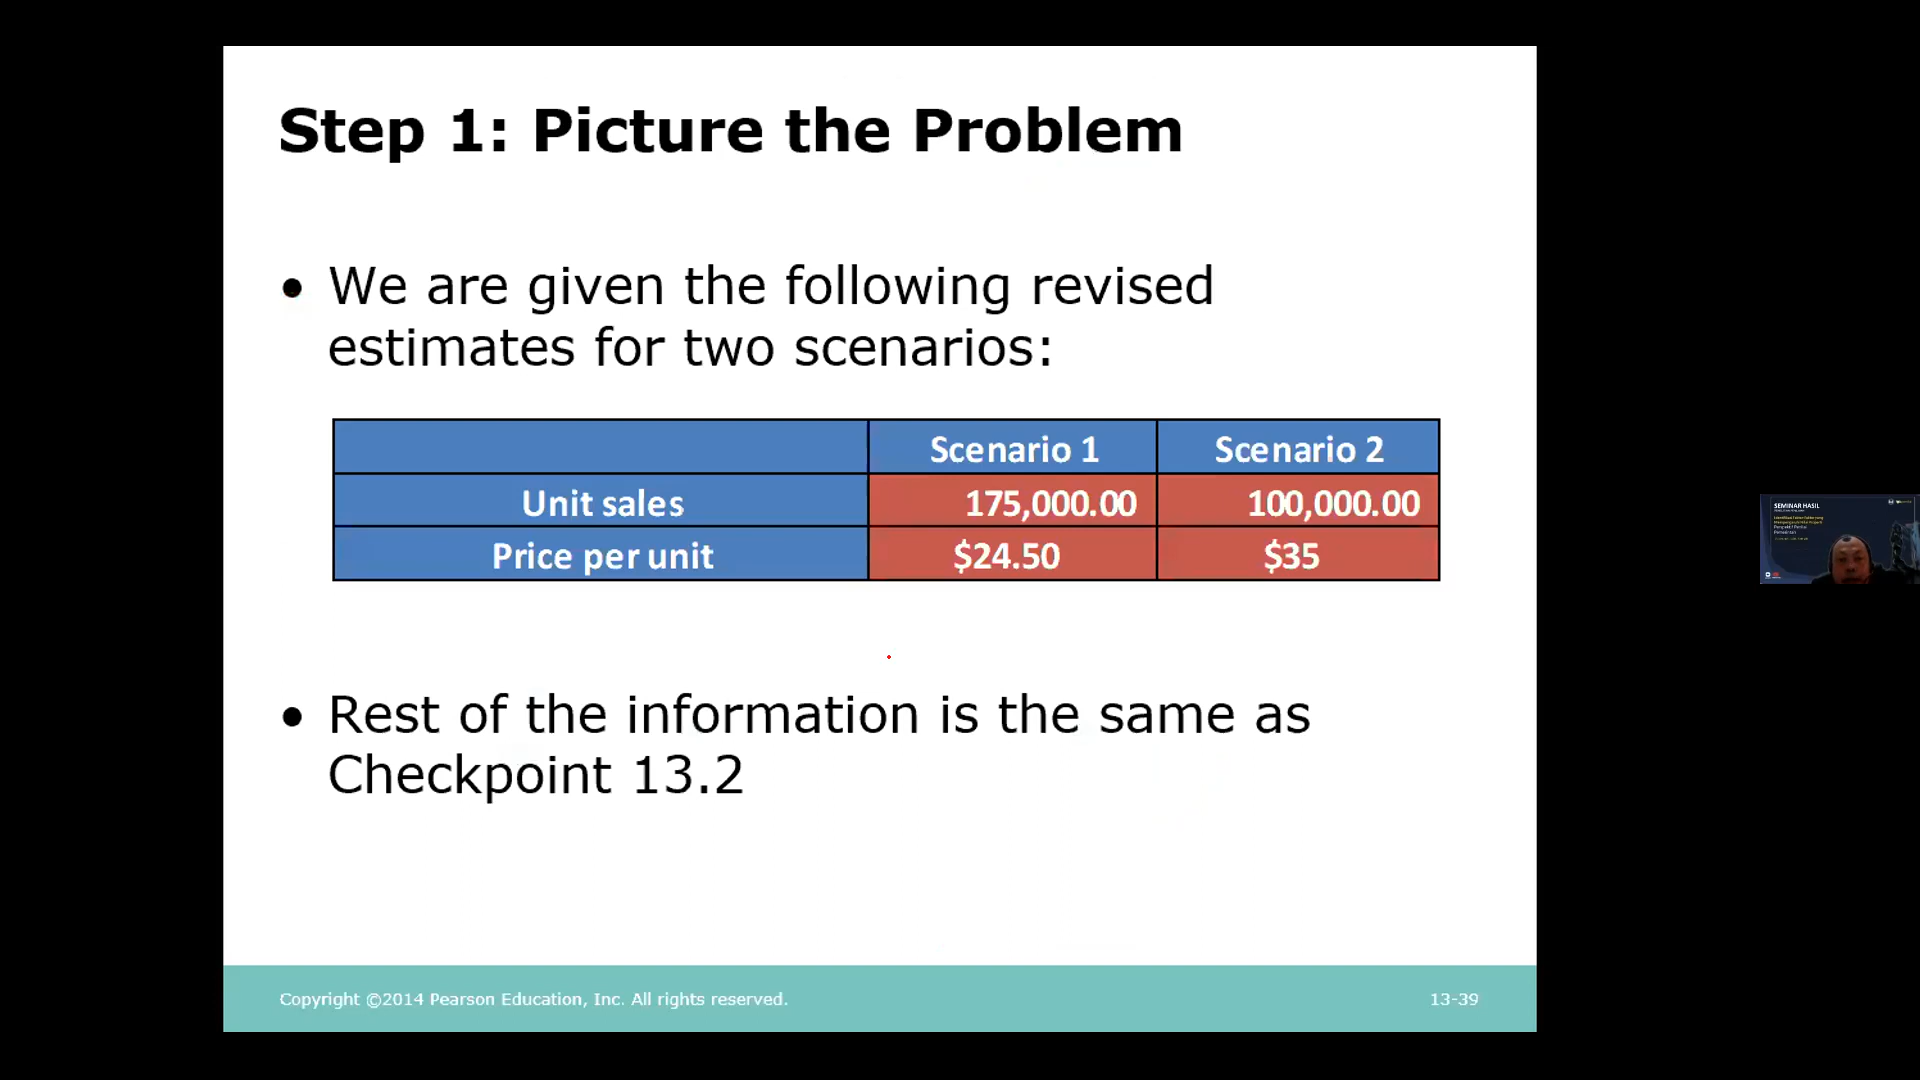 Step 1: Picture the Problem
• We are given the following revised
estimates for two scenarios:
Scenario 1 Scenario 2
Unit sales 175,000.00 100,000.00
Price per unit $24.50 $35
• Rest of the information is the same as
Checkpoint 13.2
Copyright ©2014 Pearson Education, Inc. All rights reserved. 13-39
SEMINAR HASIL